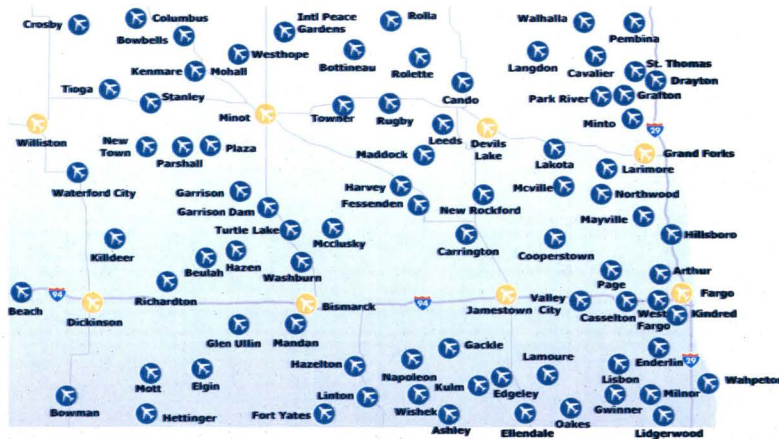 Crosby
Columbus
Bowbells
Intl Peace
Gardens
Rolla
Walhalla
Pembina
Westhope
Kenmare
Mohall
Bottineau
Rolette
Langdon
Cavalier
St. Thomas
Drayton
Tioga
Stanley
Cando
Park River
Grafton
Williston
Minot
Towner
Rugby
Leeds
Devils
Lake
Minto
29
New
Town
Parshall
Plaza
Maddock
Lakota
Grand Forks
Larimore
Waterford City
Garrison
Harvey
Fessenden
New Rockford
Mcville
Northwood
Garrison Dam
Turtle Lake
Mcclusky
Mayville
Hillsboro
Killdeer
Beulah
Hazen
Washburn
Carrington
Cooperstown
Page
Arthur
Beach
94
Dickinson
Richardton
Bismarck
94
Jamestown
Valley
City
Casselton
West
Fargo
Fargo
Kindred
Glen Ullin
Mandan
Gackle
Enderlin
29
Hazelton
Napoleon
Lamoure
Lisbon
Wahpeton
Mott
Elgin
Linton
Kulm
Edgeley
Gwinner
Milnor
Bowman
Hettinger
Fort Yates
Wishek
Ashley
Ellendale
Oakes
Lidgerwood